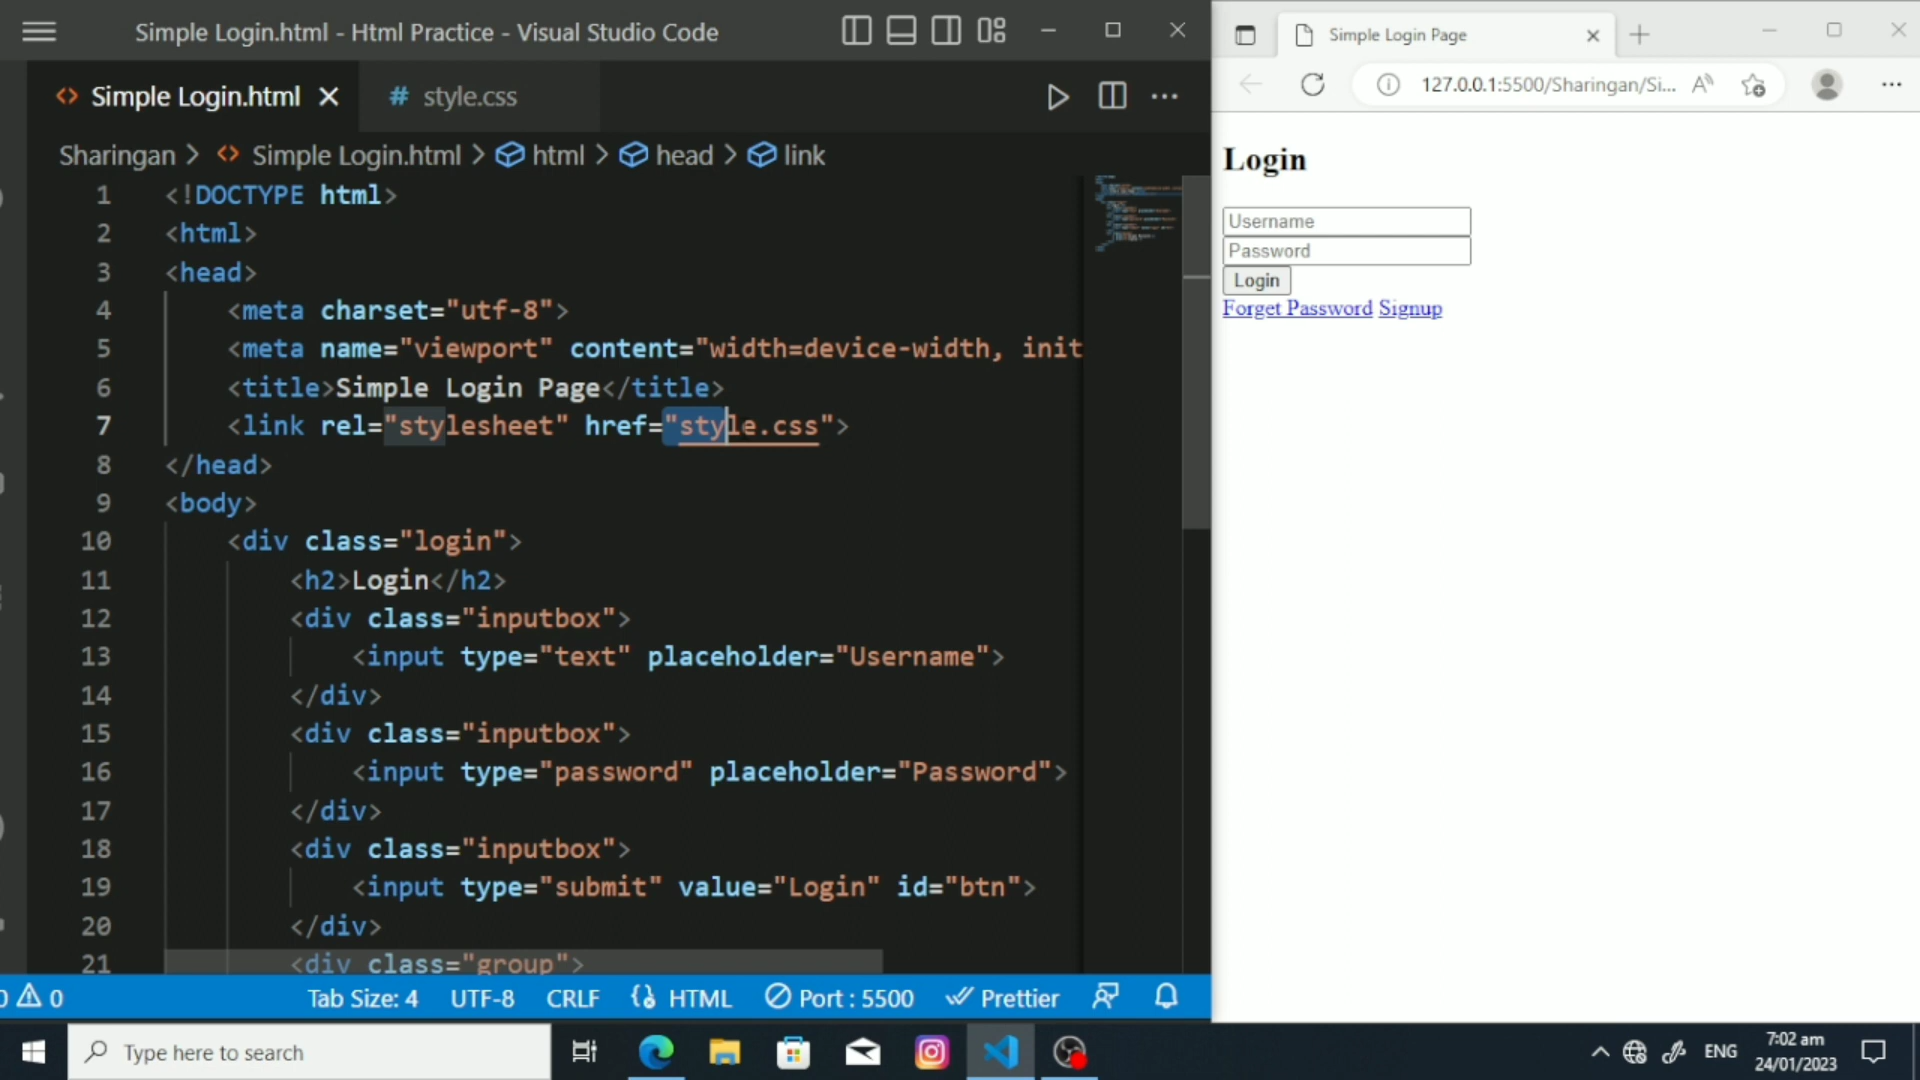 Simple Login.html - Html Practice - Visual Studio Code
Simple Login.html
# style.css
Sharingan > Simple Login.html > html > head > link
1 <!DOCTYPE html>
2 <html>
3 <head>
4 <meta charset="utf-8">
5 <meta name="viewport" content="width=device-width, init
6 <title>Simple Login Page</title>
7 <link rel="stylesheet" href="style.css">
8 </head>
9 <body>
10 <div class="login">
11 <h2>Login</h2>
12 <div class="inputbox">
13 <input type="text" placeholder="Username">
14 </div>
15 <div class="inputbox">
16 <input type="password" placeholder="Password">
17 </div>
18 <div class="inputbox">
19 <input type="submit" value="Login" id="btn">
20 </div>
21 <div class="group">
0 0 Tab Size: 4 UTF-8 CRLF HTML Port : 5500 Prettier
Simple Login Page
127.0.0.1:5500/Sharingan/Si...
Login
Username
Password
Login
Forget Password Signup
Type here to search
ENG
7:02 am
24/01/2023